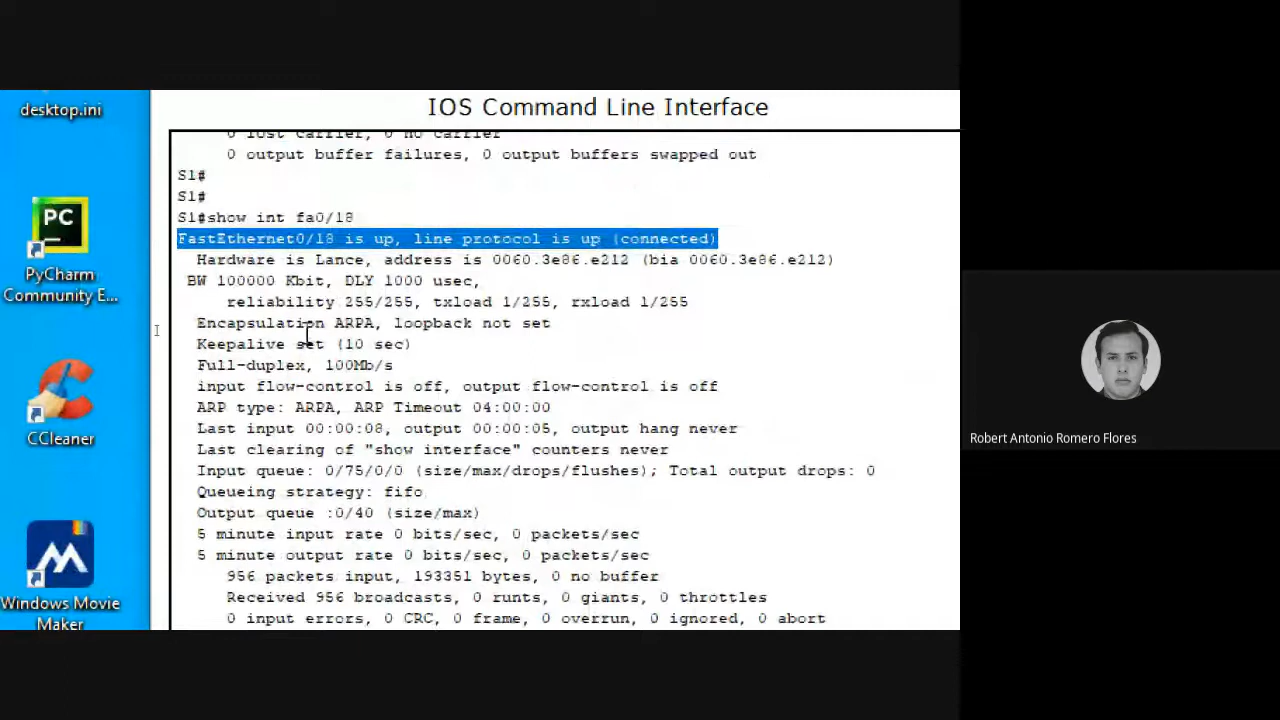 desktop.ini
PC
PyCharm
Community E...
CCleaner
Windows Movie
Maker
IOS Command Line Interface
0 lost carrier, 0 no carrier
0 output buffer failures, 0 output buffers swapped out
S1#
S1#
S1#show int fa0/18
FastEthernet0/18 is up, line protocol is up (connected)
Hardware is Lance, address is 0060.3e86.e212 (bia 0060.3e86.e212)
BW 100000 Kbit, DLY 1000 usec,
reliability 255/255, txload 1/255, rxload 1/255
Encapsulation ARPA, loopback not set
Keepalive set (10 sec)
Full-duplex, 100Mb/s
input flow-control is off, output flow-control is off
ARP type: ARPA, ARP Timeout 04:00:00
Last input 00:00:08, output 00:00:05, output hang never
Last clearing of "show interface" counters never
Input queue: 0/75/0/0 (size/max/drops/flushes); Total output drops: 0
Queueing strategy: fifo
Output queue :0/40 (size/max)
5 minute input rate 0 bits/sec, 0 packets/sec
5 minute output rate 0 bits/sec, 0 packets/sec
956 packets input, 193351 bytes, 0 no buffer
Received 956 broadcasts, 0 runts, 0 giants, 0 throttles
0 input errors, 0 CRC, 0 frame, 0 overrun, 0 ignored, 0 abort
Robert Antonio Romero Flores